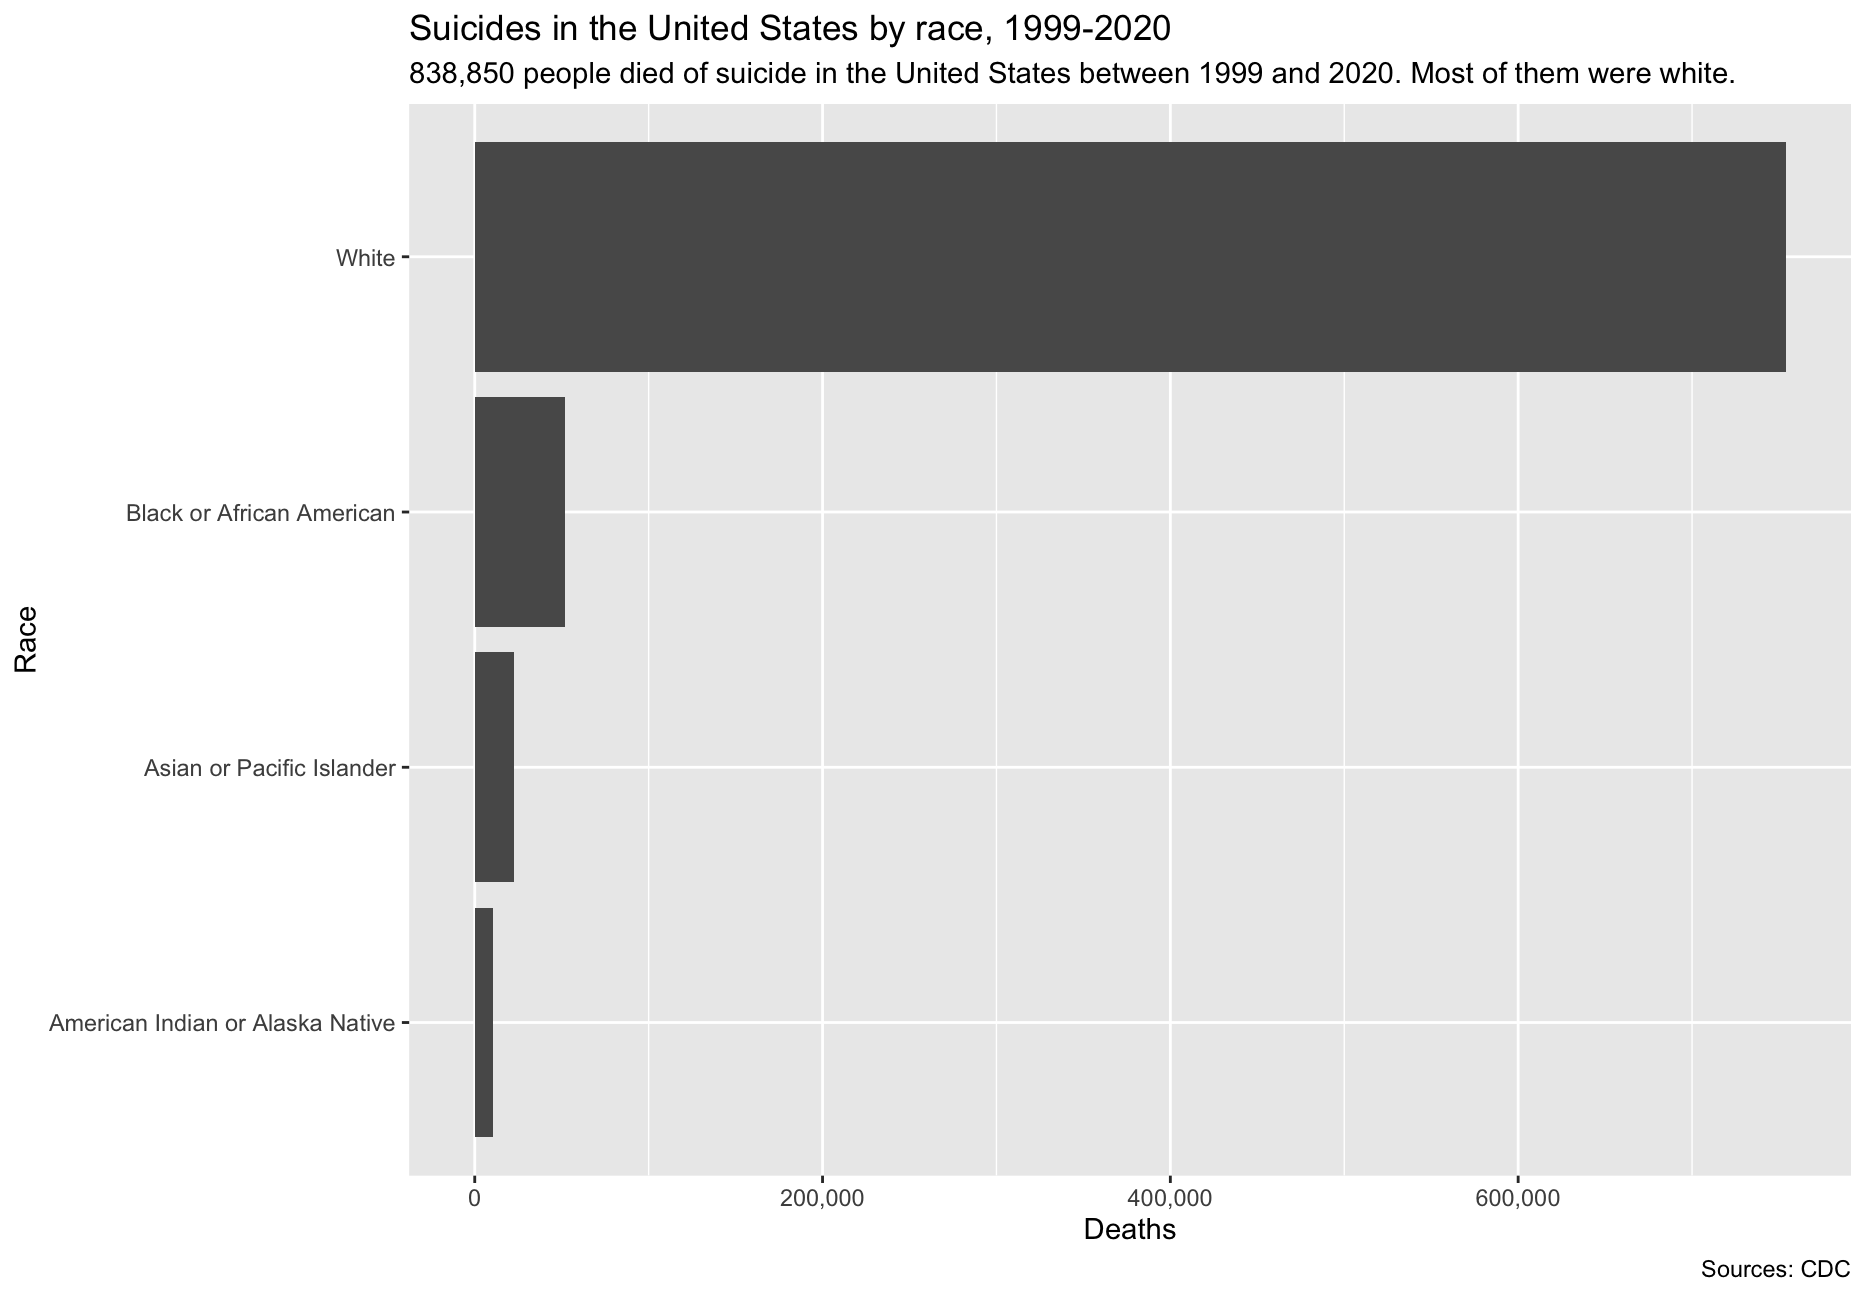 Suicides in the United States by race, 1999-2020
838,850 people died of suicide in the United States between 1999 and 2020. Most of them were white.
White
Black or African American
Asian or Pacific Islander
American Indian or Alaska Native
Race
0 200,000 400,000 600,000
Deaths
Sources: CDC